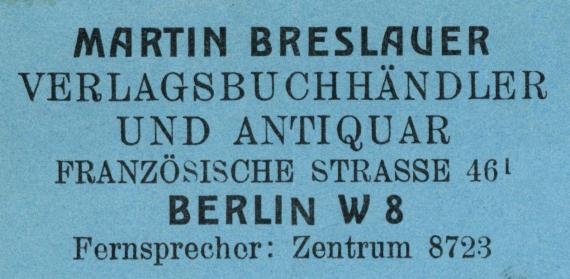 MARTIN BRESLAUER
VERLAGSBUCHHÄNDLER
UND ANTIQUAR
FRANZÖSISCHE STRASSE 46¹
BERLIN W 8
Fernsprecher: Zentrum 8723